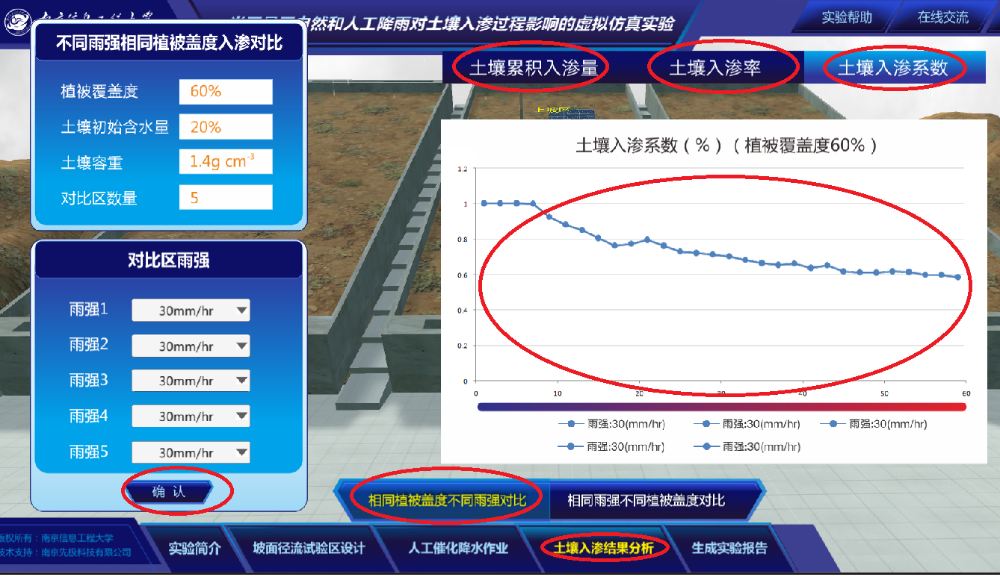 南京信息工程大学
自然和人工降雨对土壤入渗过程影响的虚拟仿真实验
实验帮助
在线交流
不同雨强相同植被盖度入渗对比
植被覆盖度
60%
土壤初始含水量
20%
土壤容重
1.4g cm⁻³
对比区数量
5
对比区雨强
雨强1
30mm/hr
雨强2
30mm/hr
雨强3
30mm/hr
雨强4
30mm/hr
雨强5
30mm/hr
确 认
土壤累积入渗量
土壤入渗率
土壤入渗系数
上坡区
土壤入渗系数（%）（植被覆盖度60%）
1.2
1
0.8
0.6
0.4
0.2
0
0 10 20 30 40 50 60
雨强:30(mm/hr) 雨强:30(mm/hr) 雨强:30(mm/hr)
雨强:30(mm/hr) 雨强:30(mm/hr)
相同植被盖度不同雨强对比
相同雨强不同植被盖度对比
版权所有：南京信息工程大学
技术支持：南京先极科技有限公司
实验简介
坡面径流试验区设计
人工催化降水作业
土壤入渗结果分析
生成实验报告